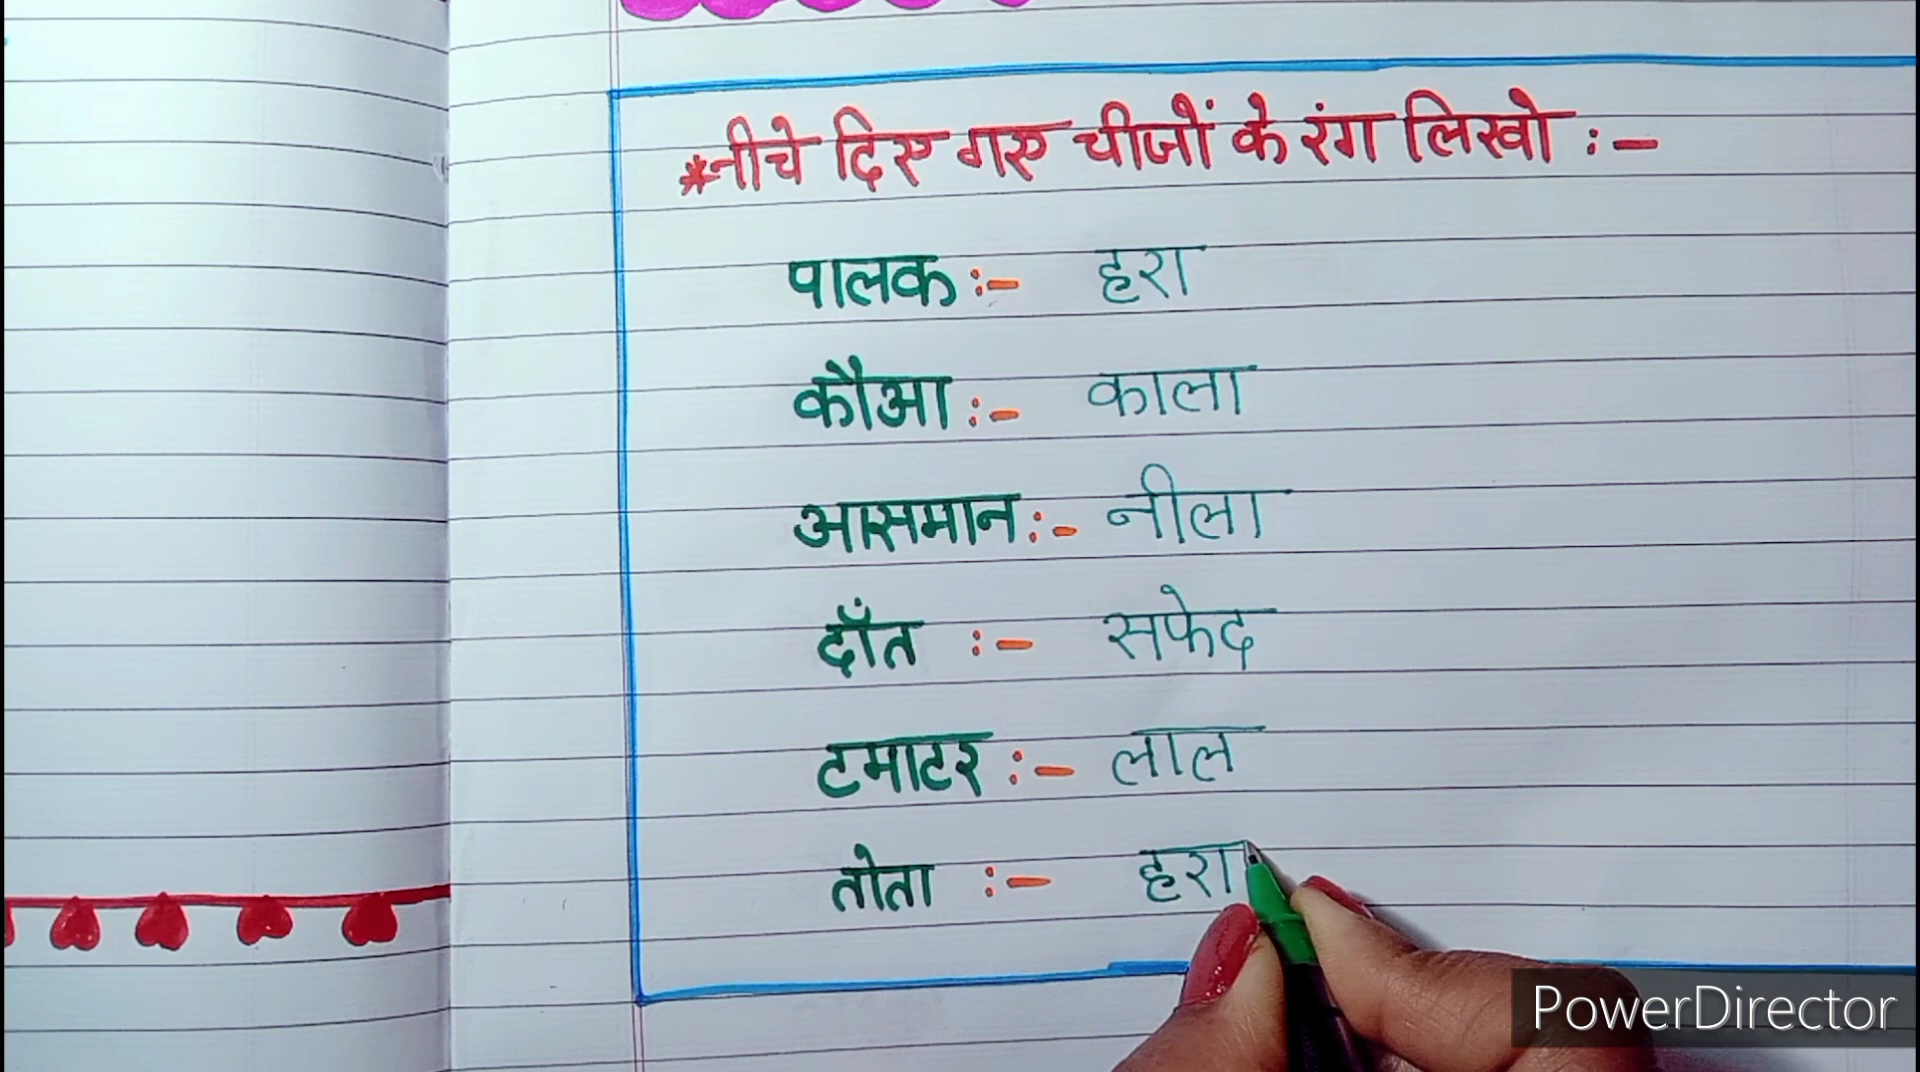 *नीचे दिए गए चीजों के रंग लिखो :-
पालक :- हरा
कौआ :- काला
आसमान :- नीला
दाँत :- सफेद
टमाटर :- लाल
तोता :- हरा
PowerDirector